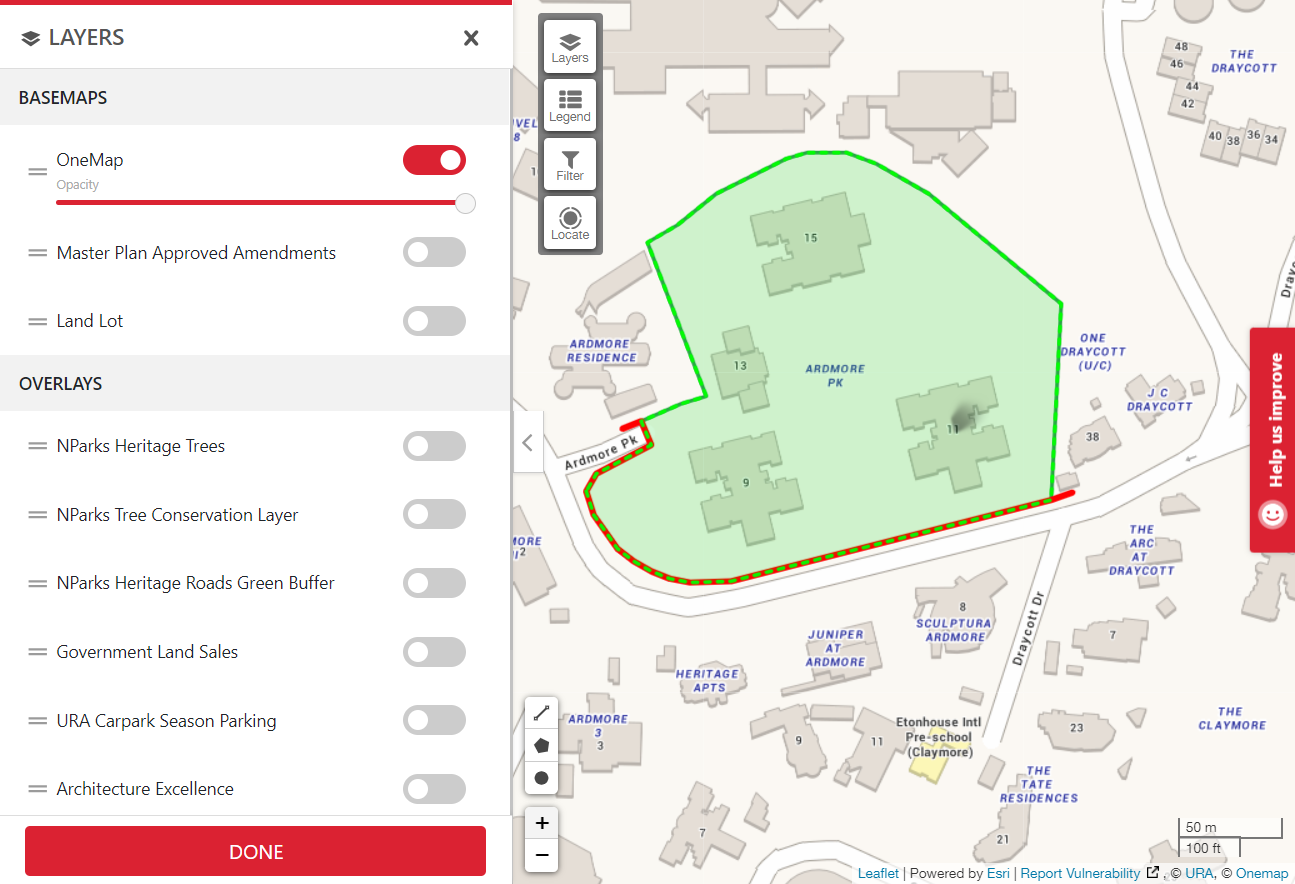 LAYERS
BASEMAPS
OneMap
Opacity
Master Plan Approved Amendments
Land Lot
OVERLAYS
NParks Heritage Trees
NParks Tree Conservation Layer
NParks Heritage Roads Green Buffer
Government Land Sales
URA Carpark Season Parking
Architecture Excellence
DONE
Layers
Legend
Filter
Locate
48
46
THE
DRAYCOTT
44
42
40
38
36
34
8
15
ARDMORE
RESIDENCE
13
ARDMORE
PK
ONE
DRAYCOTT
(U/C)
J C
DRAYCOTT
38
11
9
Ardmore Pk
Help us improve
THE
ARC
AT
DRAYCOTT
2
8
SCULPTURA
ARDMORE
Draycott Dr
7
JUNIPER
AT
ARDMORE
HERITAGE
APTS
ARDMORE
3
3
9
11
Etonhouse Intl
Pre-school
(Claymore)
23
THE
CLAYMORE
THE
TATE
RESIDENCES
7
21
+
−
50 m
100 ft
Leaflet | Powered by Esri | Report Vulnerability , © URA, © Onemap